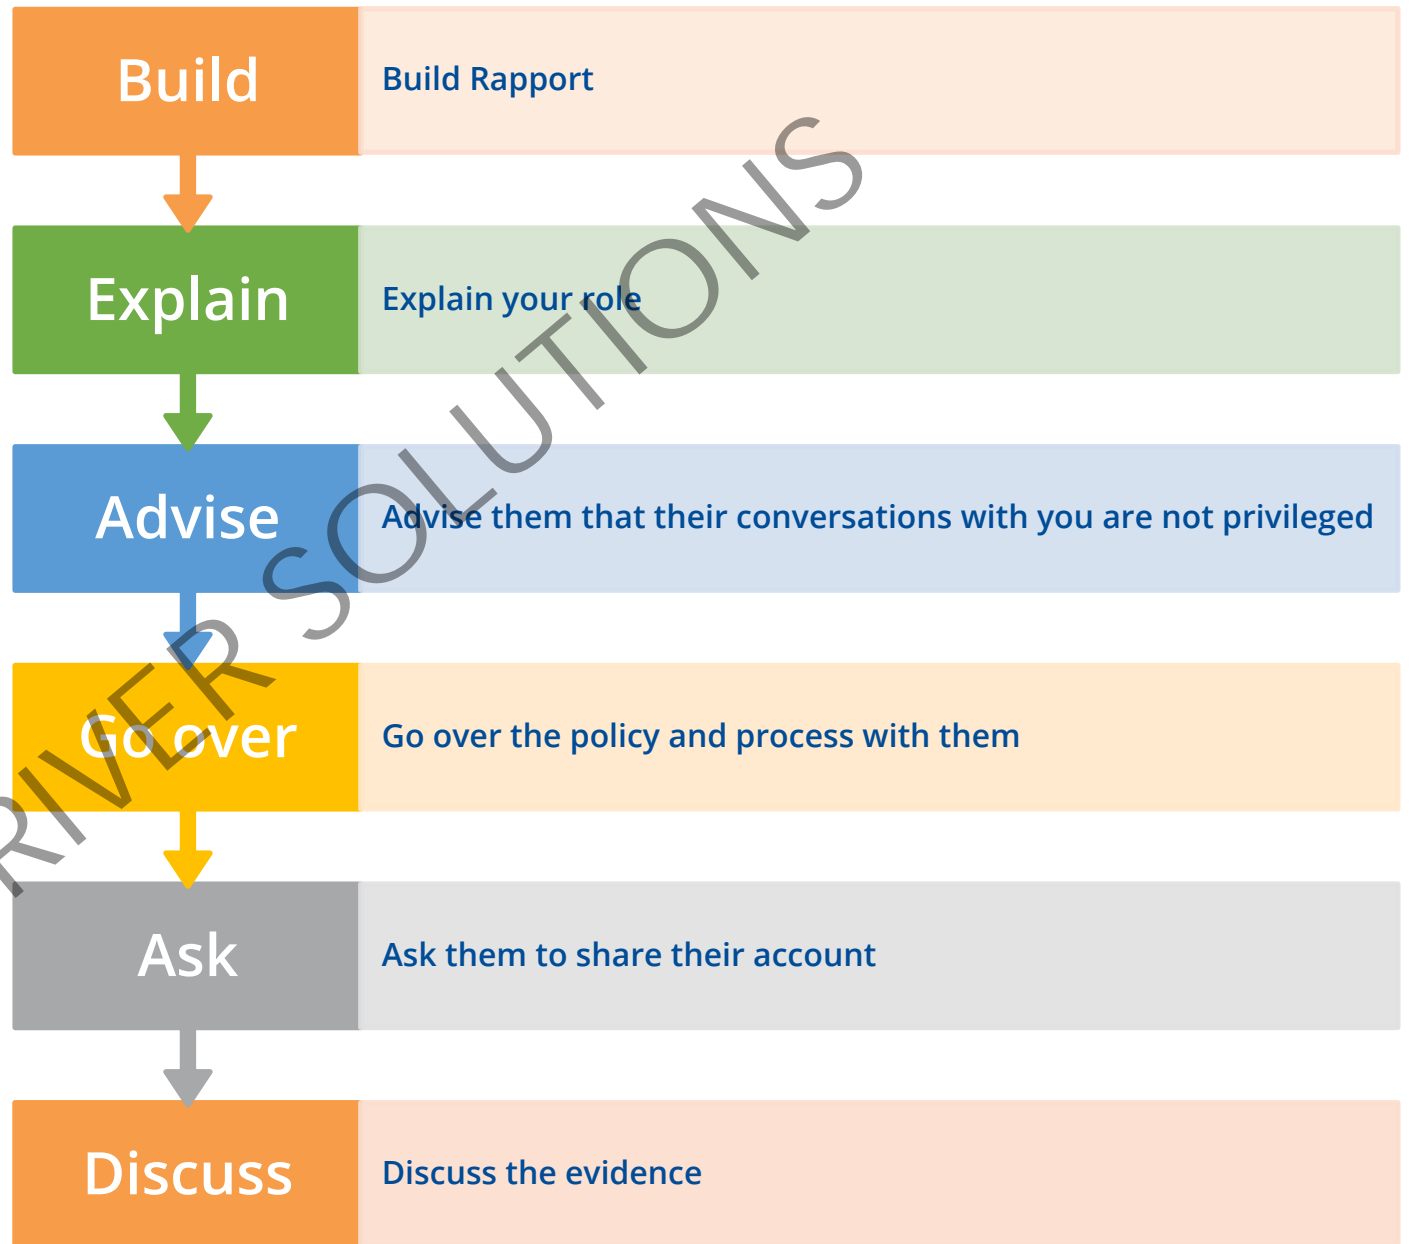 Build
Build Rapport
Explain
Explain your role
Advise
Advise them that their conversations with you are not privileged
Go over
Go over the policy and process with them
Ask
Ask them to share their account
Discuss
Discuss the evidence
RIVER SOLUTIONS